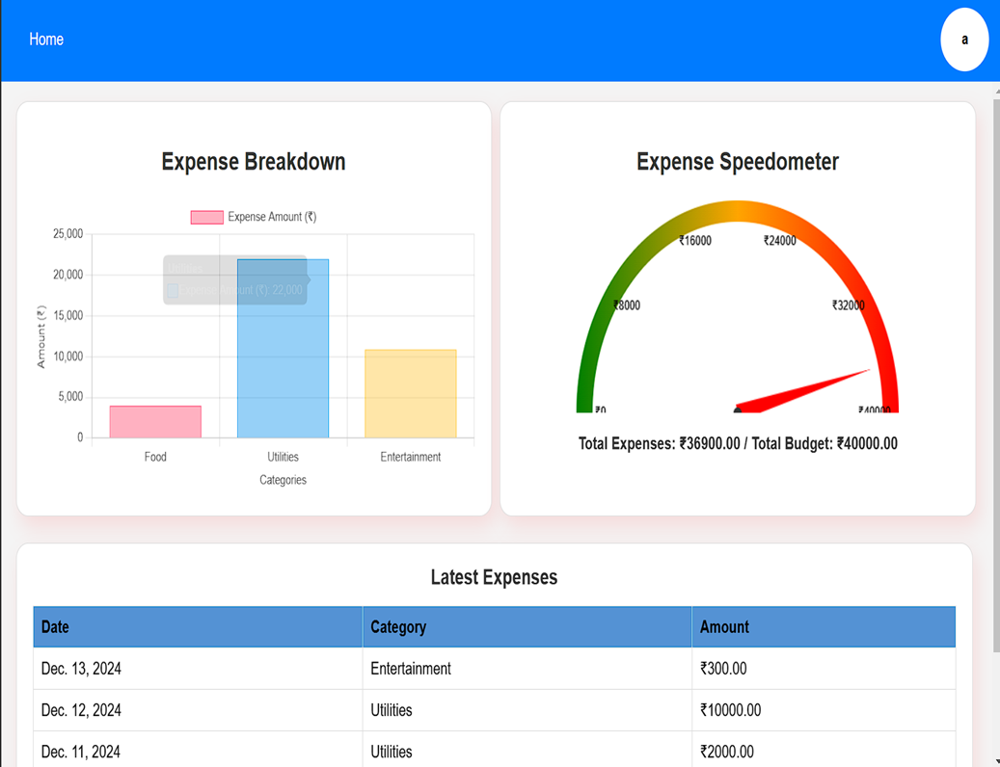 Home
a
Expense Breakdown
Expense Amount (₹)
25,000
20,000
15,000
10,000
5,000
0
Amount (₹)
Utilities
Expense Amount (₹): 22,000
Food
Utilities
Entertainment
Categories
Expense Speedometer
₹0
₹8000
₹16000
₹24000
₹32000
₹40000
Total Expenses: ₹36900.00 / Total Budget: ₹40000.00
Latest Expenses
Date Category Amount
Dec. 13, 2024 Entertainment ₹300.00
Dec. 12, 2024 Utilities ₹10000.00
Dec. 11, 2024 Utilities ₹2000.00